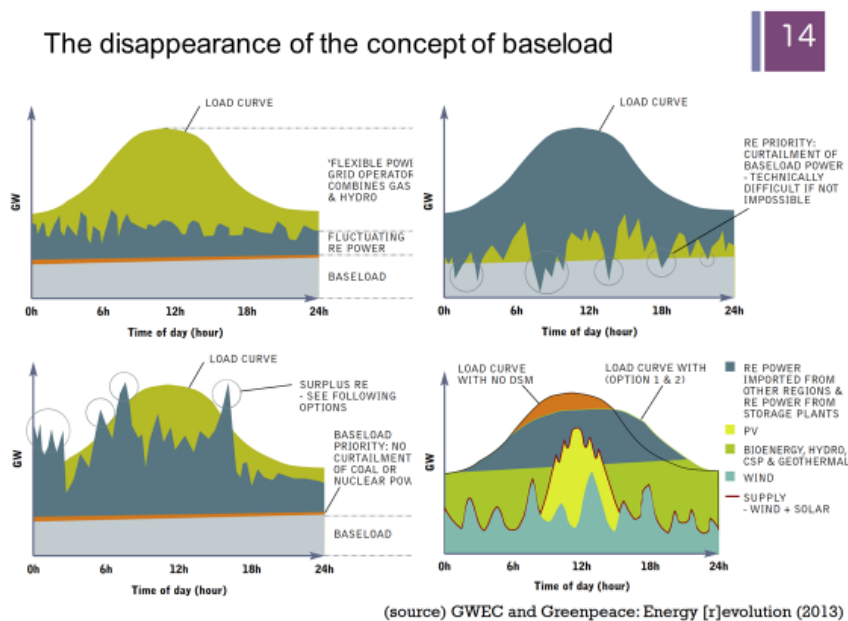 The disappearance of the concept of baseload
14
LOAD CURVE
'FLEXIBLE POWE
GRID OPERATOR
COMBINES GAS
& HYDRO
FLUCTUATING
RE POWER
BASELOAD
GW
0h 6h 12h 18h 24h
Time of day (hour)
LOAD CURVE
RE PRIORITY:
CURTAILMENT OF
BASELOAD POWER
- TECHNICALLY
DIFFICULT IF NOT
IMPOSSIBLE
GW
0h 6h 12h 18h 24h
Time of day (hour)
LOAD CURVE
SURPLUS RE
- SEE FOLLOWING
OPTIONS
BASELOAD
PRIORITY: NO
CURTAILMENT
OF COAL OR
NUCLEAR POW
BASELOAD
GW
0h 6h 12h 18h 24h
Time of day (hour)
LOAD CURVE
WITH NO DSM
LOAD CURVE WITH
(OPTION 1 & 2)
RE POWER
IMPORTED FROM
OTHER REGIONS &
RE POWER FROM
STORAGE PLANTS
PV
BIOENERGY, HYDRO,
CSP & GEOTHERMAL
WIND
SUPPLY
- WIND + SOLAR
GW
0h 6h 12h 18h 24h
Time of day (hour)
(source) GWEC and Greenpeace: Energy [r]evolution (2013)